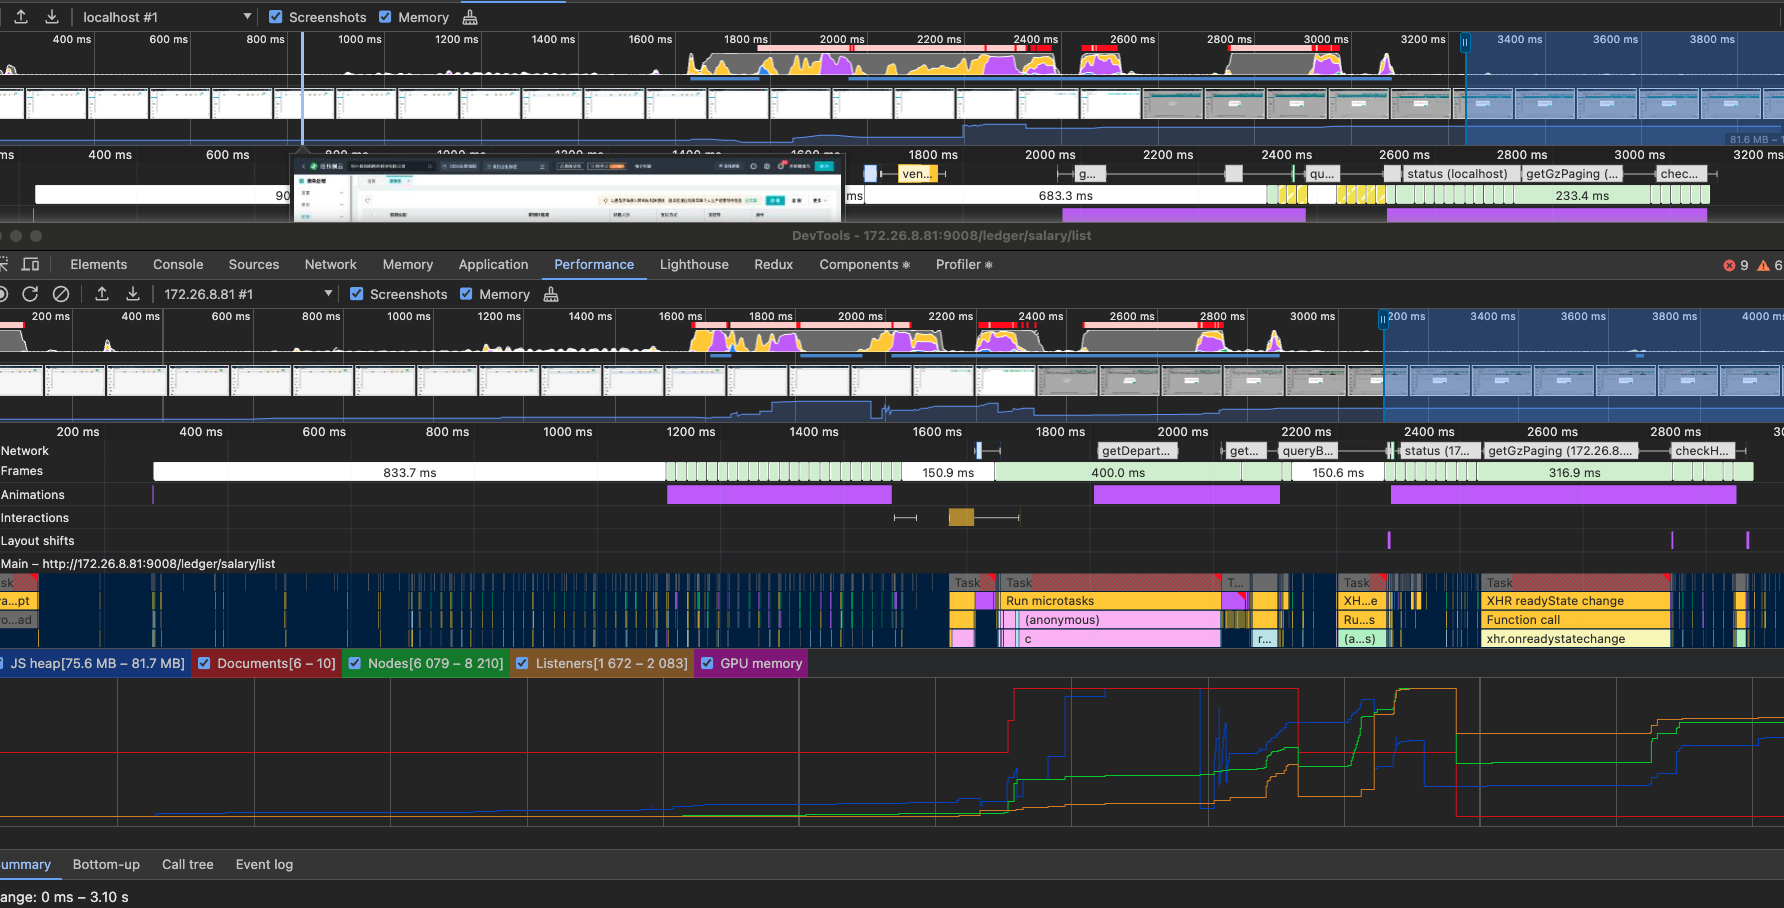 localhost #1 Screenshots Memory
400 ms 600 ms 800 ms 1000 ms 1200 ms 1400 ms 1600 ms 1800 ms 2000 ms 2200 ms 2400 ms 2600 ms 2800 ms 3000 ms 3200 ms 3400 ms 3600 ms 3800 ms
81.6 MB – 1
ms 400 ms 600 ms 1800 ms 2000 ms 2200 ms 2400 ms 2600 ms 2800 ms 3000 ms 3200 ms
ven... g... qu... status (localhost) getGzPaging (... chec...
90 ms 683.3 ms 233.4 ms
DevTools - 172.26.8.81:9008/ledger/salary/list
Elements Console Sources Network Memory Application Performance Lighthouse Redux Components Profiler 9 6
172.26.8.81 #1 Screenshots Memory
200 ms 400 ms 600 ms 800 ms 1000 ms 1200 ms 1400 ms 1600 ms 1800 ms 2000 ms 2200 ms 2400 ms 2600 ms 2800 ms 3000 ms 200 ms 3400 ms 3600 ms 3800 ms 4000 ms
200 ms 400 ms 600 ms 800 ms 1000 ms 1200 ms 1400 ms 1600 ms 1800 ms 2000 ms 2200 ms 2400 ms 2600 ms 2800 ms 30
Network getDepart... get... queryB... status (17... getGzPaging (172.26.8.... checkH...
Frames 833.7 ms 150.9 ms 400.0 ms 150.6 ms 316.9 ms
Animations
Interactions
Layout shifts
Main – http://172.26.8.81:9008/ledger/salary/list
sk Task Task T... Task Task
a...pt Run microtasks XH...e XHR readyState change
ro...ad (anonymous) Ru...s Function call
c r... (a...s) xhr.onreadystatechange
JS heap[75.6 MB – 81.7 MB] Documents[6 – 10] Nodes[6 079 – 8 210] Listeners[1 672 – 2 083] GPU memory
ummary Bottom-up Call tree Event log
ange: 0 ms – 3.10 s